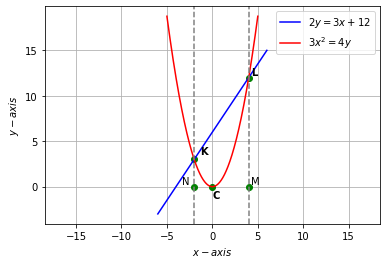 2y = 3x + 12
3x² = 4y
L
K
N
M
C
15
10
5
0
−15
−10
−5
0
5
10
15
x − axis
y − axis